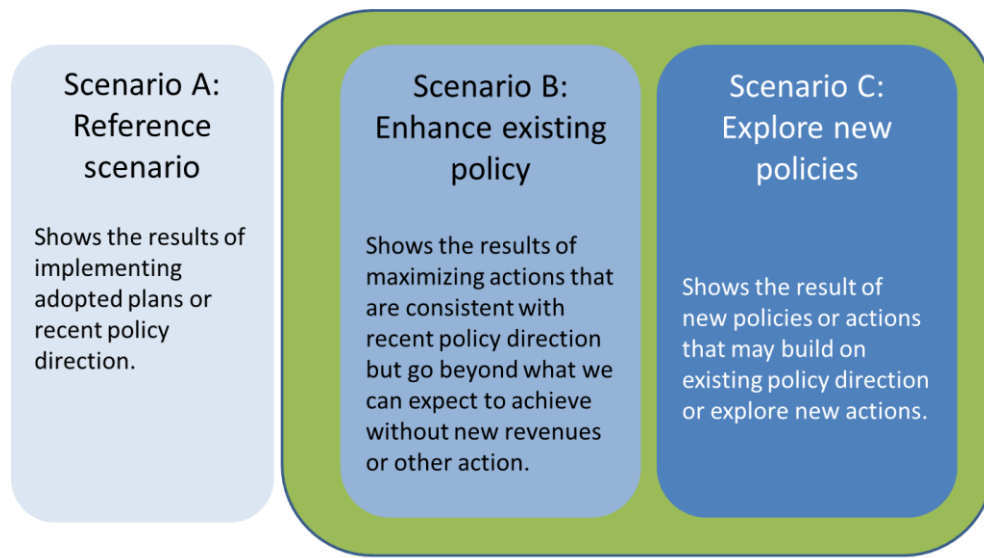 Scenario A:
Reference
scenario
Shows the results of
implementing
adopted plans or
recent policy
direction.
Scenario B:
Enhance existing
policy
Shows the results of
maximizing actions that
are consistent with
recent policy direction
but go beyond what we
can expect to achieve
without new revenues
or other action.
Scenario C:
Explore new
policies
Shows the result of
new policies or actions
that may build on
existing policy direction
or explore new actions.